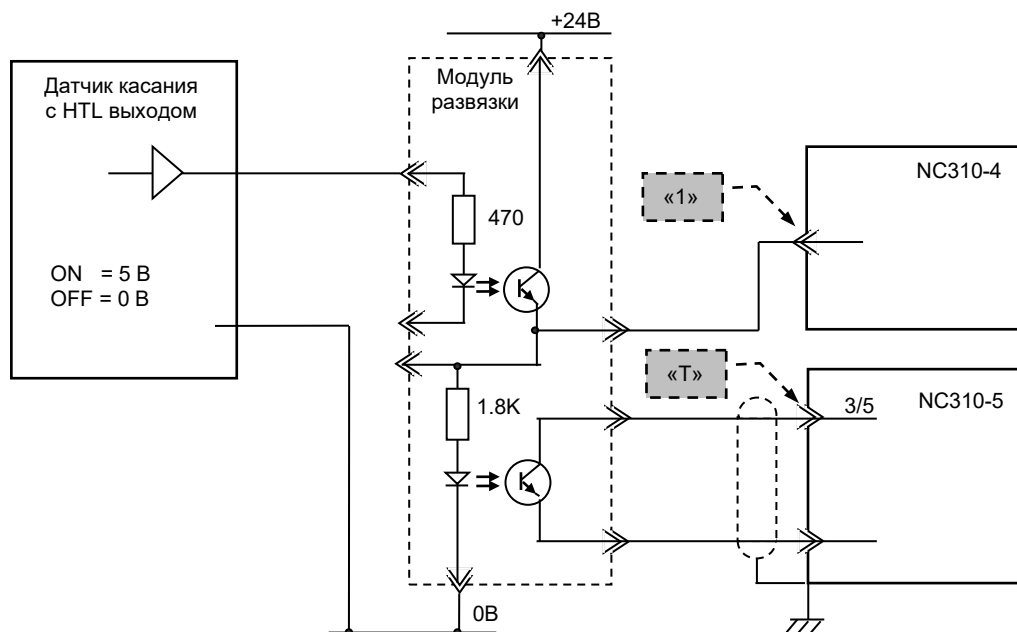 +24В
Датчик касания
с HTL выходом
Модуль
развязки
NC310-4
«1»
470
ON = 5 В
OFF = 0 В
«Т»
NC310-5
3/5
1.8K
0В